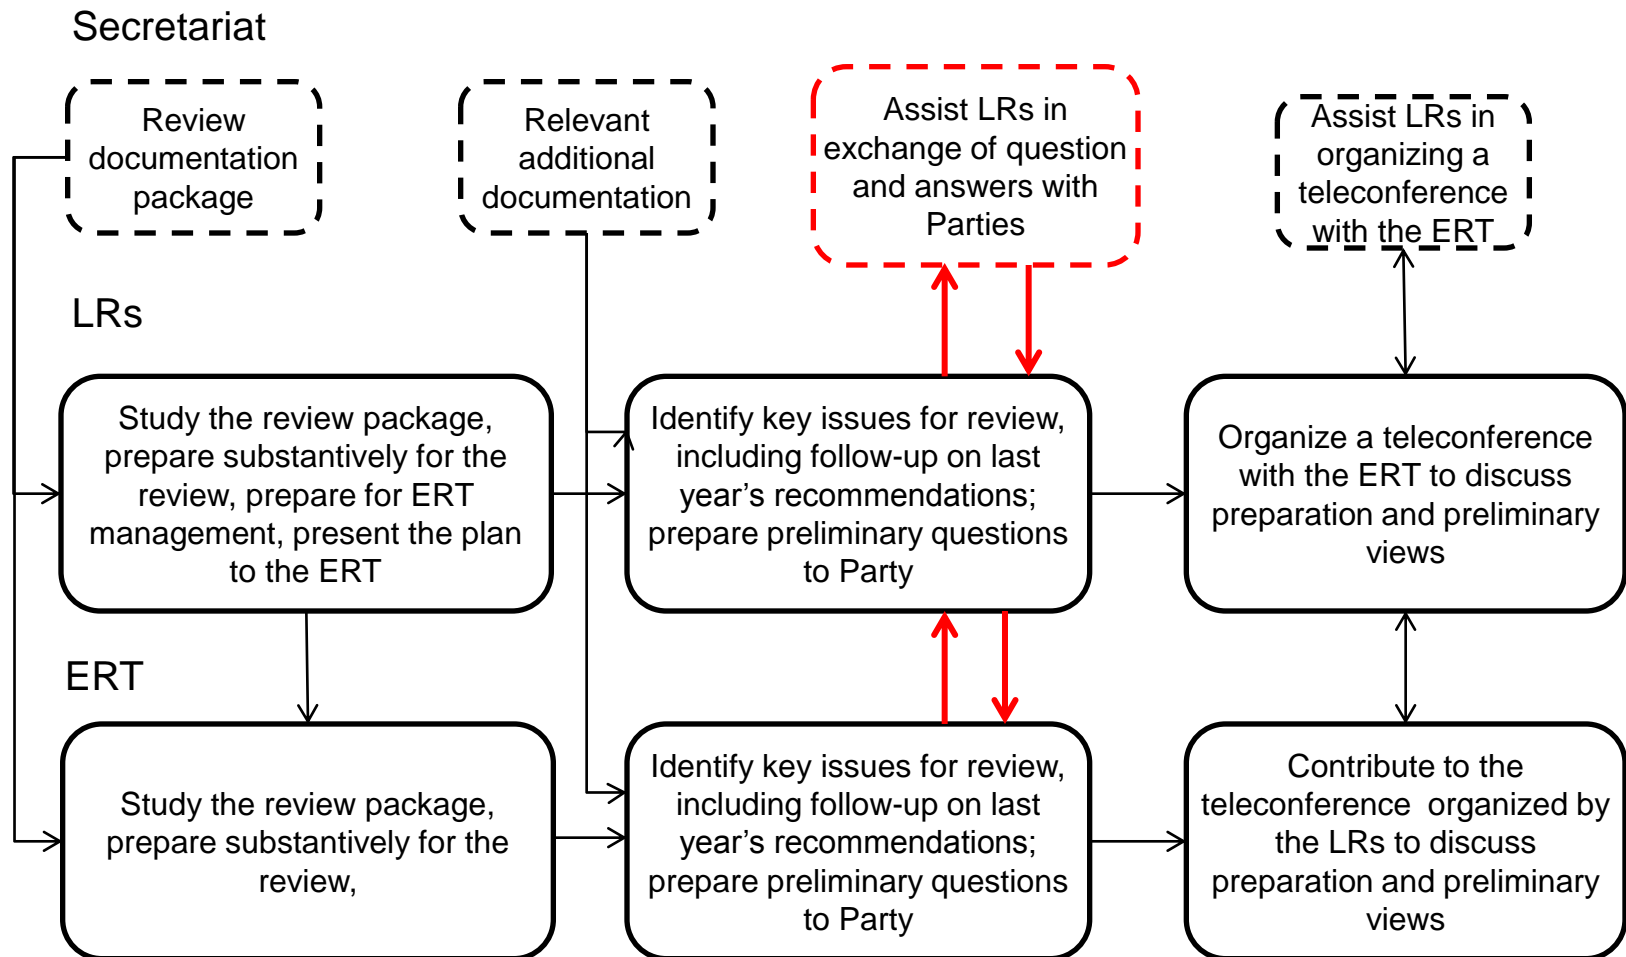 Secretariat
Review
documentation
package
Relevant
additional
documentation
Assist LRs in
exchange of question
and answers with
Parties
Assist LRs in
organizing a
teleconference
with the ERT
LRs
Study the review package,
prepare substantively for the
review, prepare for ERT
management, present the plan
to the ERT
Identify key issues for review,
including follow-up on last
year’s recommendations;
prepare preliminary questions
to Party
Organize a teleconference
with the ERT to discuss
preparation and preliminary
views
ERT
Study the review package,
prepare substantively for the
review,
Identify key issues for review,
including follow-up on last
year’s recommendations;
prepare preliminary questions
to Party
Contribute to the
teleconference organized by
the LRs to discuss
preparation and preliminary
views